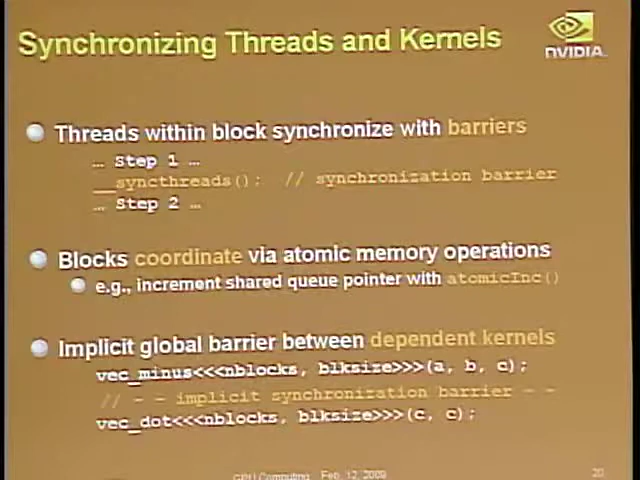 Synchronizing Threads and Kernels
NVIDIA.
Threads within block synchronize with barriers
… Step 1 …
__syncthreads(); // synchronization barrier
… Step 2 …
Blocks coordinate via atomic memory operations
e.g., increment shared queue pointer with atomicInc()
Implicit global barrier between dependent kernels
vec_minus<<<nblocks, blksize>>>(a, b, c);
// - - implicit synchronization barrier - -
vec_dot<<<nblocks, blksize>>>(c, c);
GPU Computing Feb. 12, 2009
20